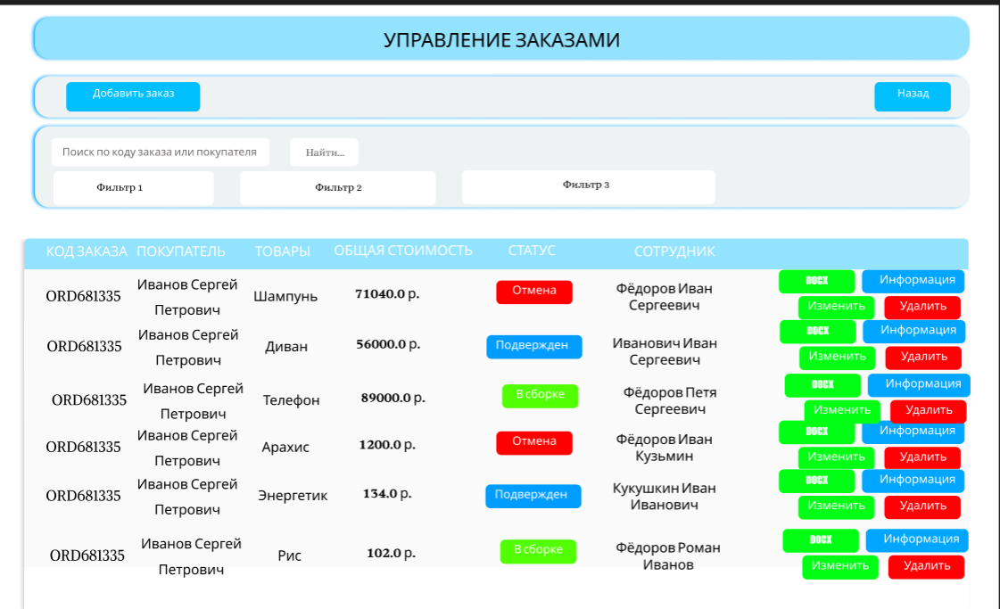 УПРАВЛЕНИЕ ЗАКАЗАМИ
Добавить заказ
Назад
Поиск по коду заказа или покупателя
Найти...
Фильтр 1
Фильтр 2
Фильтр 3
КОД ЗАКАЗА ПОКУПАТЕЛЬ ТОВАРЫ ОБЩАЯ СТОИМОСТЬ СТАТУС СОТРУДНИК
ORD681335 Иванов Сергей Петрович Шампунь 71040.0 р. Отмена Фёдоров Иван Сергеевич DOCX Информация
Изменить Удалить
ORD681335 Иванов Сергей Петрович Диван 56000.0 р. Подвержден Иванович Иван Сергеевич DOCX Информация
Изменить Удалить
ORD681335 Иванов Сергей Петрович Телефон 89000.0 р. В сборке Фёдоров Петя Сергеевич DOCX Информация
Изменить Удалить
ORD681335 Иванов Сергей Петрович Арахис 1200.0 р. Отмена Фёдоров Иван Кузьмин DOCX Информация
Изменить Удалить
ORD681335 Иванов Сергей Петрович Энергетик 134.0 р. Подвержден Кукушкин Иван Иванович DOCX Информация
Изменить Удалить
ORD681335 Иванов Сергей Петрович Рис 102.0 р. В сборке Фёдоров Роман Иванов DOCX Информация
Изменить Удалить